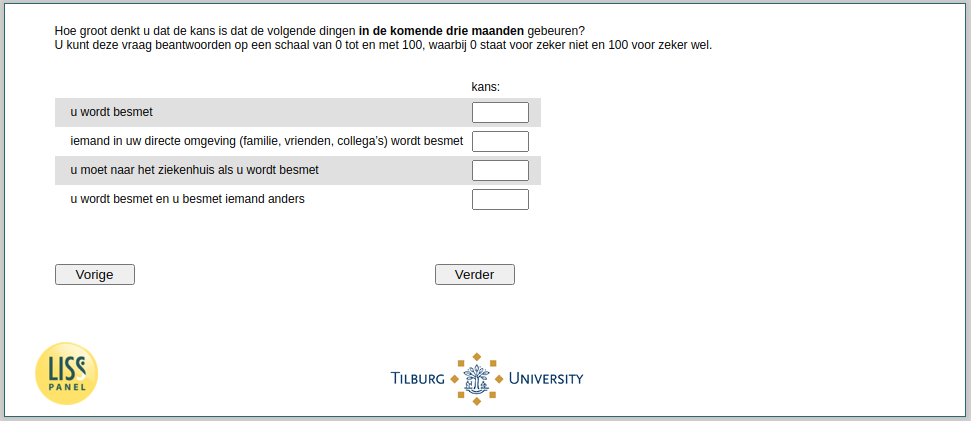 Hoe groot denkt u dat de kans is dat de volgende dingen in de komende drie maanden gebeuren?
U kunt deze vraag beantwoorden op een schaal van 0 tot en met 100, waarbij 0 staat voor zeker niet en 100 voor zeker wel.
kans:
u wordt besmet
iemand in uw directe omgeving (familie, vrienden, collega's) wordt besmet
u moet naar het ziekenhuis als u wordt besmet
u wordt besmet en u besmet iemand anders
Vorige Verder
LISS
PANEL
TILBURG UNIVERSITY